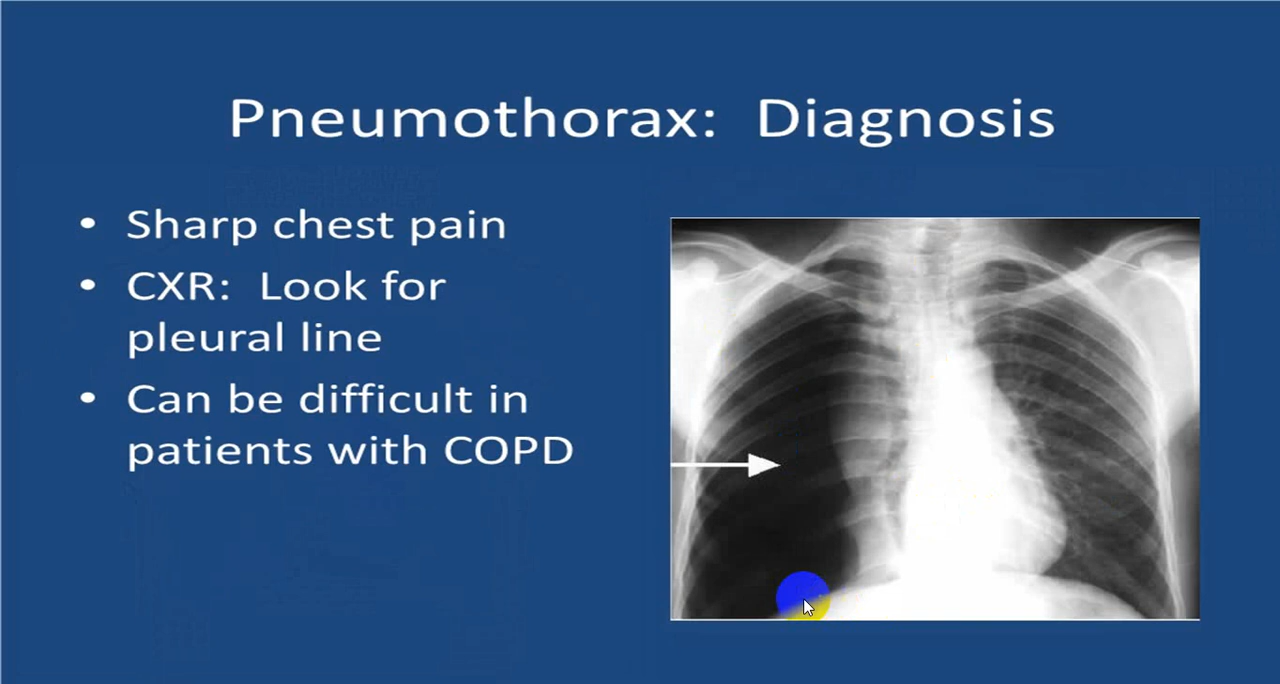 Pneumothorax: Diagnosis
• Sharp chest pain
• CXR: Look for
pleural line
• Can be difficult in
patients with COPD